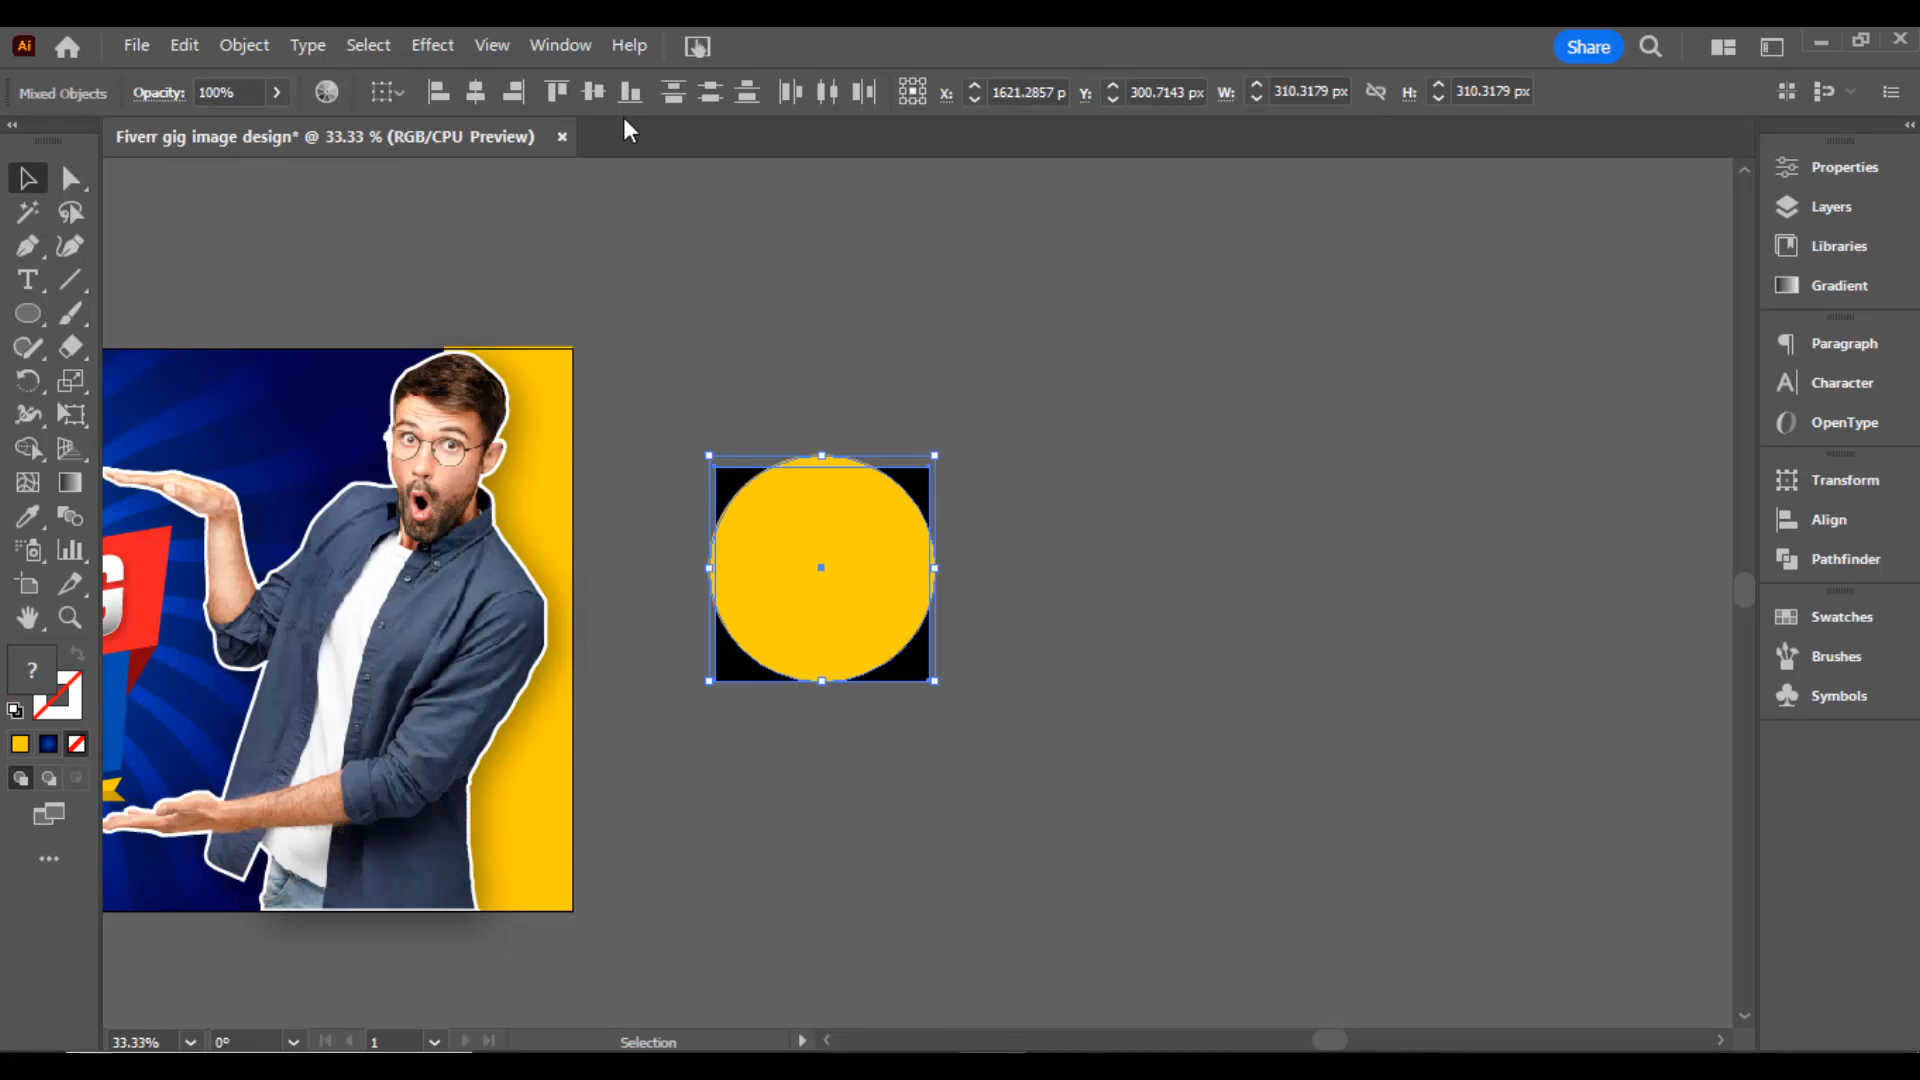 Ai File Edit Object Type Select Effect View Window Help Share
Mixed Objects Opacity: 100% X: 1621.2857 p Y: 300.7143 px W: 310.3179 px H: 310.3179 px
Fiverr gig image design* @ 33.33 % (RGB/CPU Preview) ×
Properties
Layers
Libraries
Gradient
Paragraph
Character
OpenType
Transform
Align
Pathfinder
Swatches
Brushes
Symbols
G
?
33.33% 0° 1 Selection